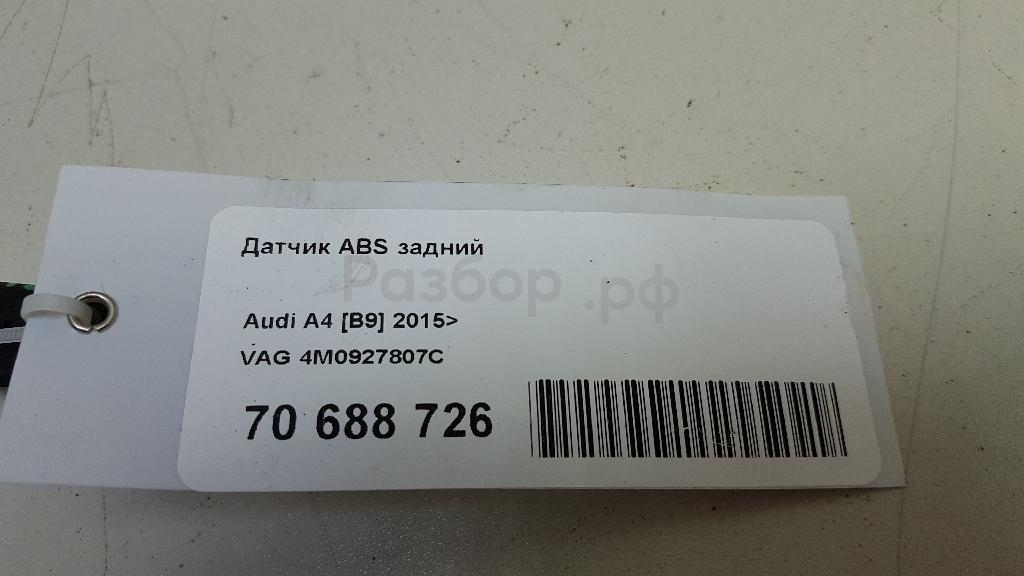 Датчик ABS задний
Разбор.рф
Audi A4 [B9] 2015>
VAG 4M0927807C
70 688 726